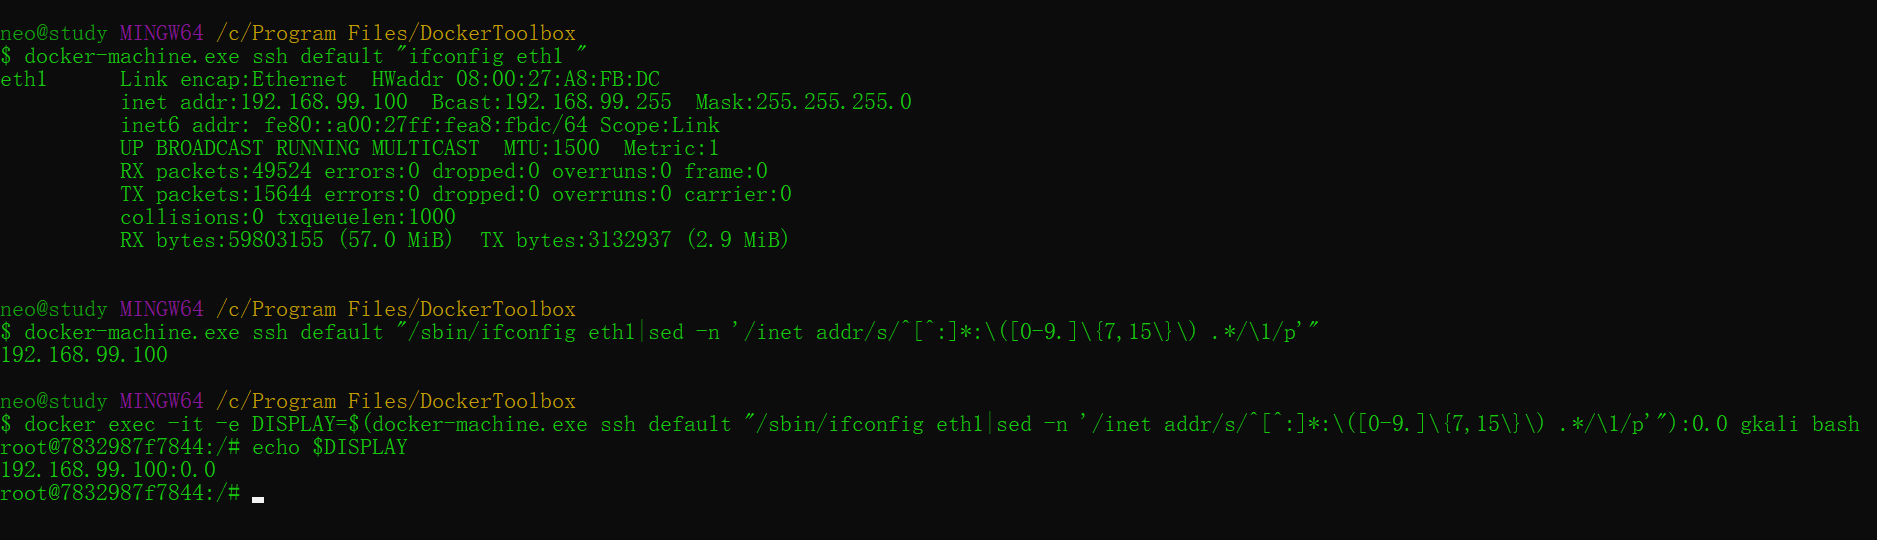 neo@study MINGW64 /c/Program Files/DockerToolbox
$ docker-machine.exe ssh default "ifconfig eth1 "
eth1      Link encap:Ethernet  HWaddr 08:00:27:A8:FB:DC
          inet addr:192.168.99.100  Bcast:192.168.99.255  Mask:255.255.255.0
          inet6 addr: fe80::a00:27ff:fea8:fbdc/64 Scope:Link
          UP BROADCAST RUNNING MULTICAST  MTU:1500  Metric:1
          RX packets:49524 errors:0 dropped:0 overruns:0 frame:0
          TX packets:15644 errors:0 dropped:0 overruns:0 carrier:0
          collisions:0 txqueuelen:1000
          RX bytes:59803155 (57.0 MiB)  TX bytes:3132937 (2.9 MiB)
neo@study MINGW64 /c/Program Files/DockerToolbox
$ docker-machine.exe ssh default "/sbin/ifconfig eth1|sed -n '/inet addr/s/^[^:]*:\([0-9.]\{7,15\}\) .*/\1/p'"
192.168.99.100
neo@study MINGW64 /c/Program Files/DockerToolbox
$ docker exec -it -e DISPLAY=$(docker-machine.exe ssh default "/sbin/ifconfig eth1|sed -n '/inet addr/s/^[^:]*:\([0-9.]\{7,15\}\) .*/\1/p'"):0.0 gkali bash
root@7832987f7844:/# echo $DISPLAY
192.168.99.100:0.0
root@7832987f7844:/#